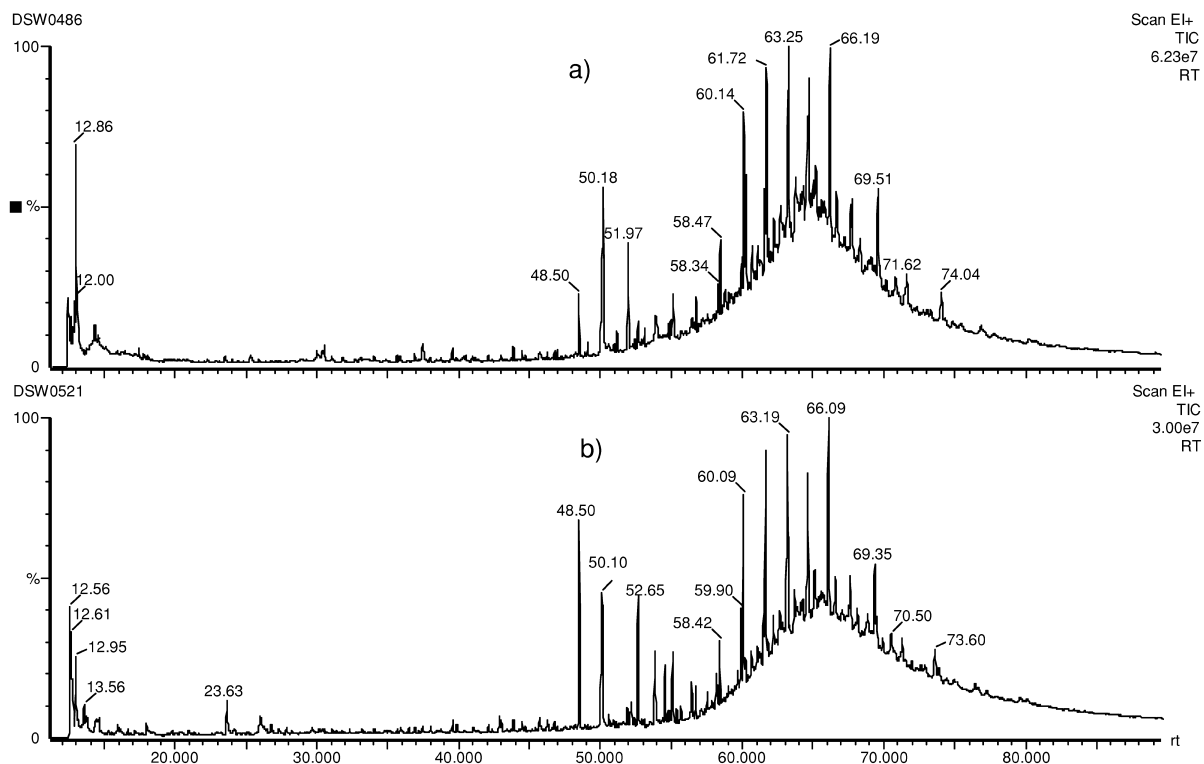 DSW0486
Scan EI+
TIC
6.23e7
RT
100
a)
63.25
66.19
61.72
60.14
12.86
50.18
69.51
%
51.97
58.47
48.50
58.34
71.62
74.04
12.00
0
DSW0521
Scan EI+
TIC
3.00e7
RT
100
b)
66.09
63.19
60.09
48.50
50.10
69.35
%
12.56
52.65
59.90
12.61
58.42
70.50
12.95
73.60
13.56
23.63
0
rt
20.000 30.000 40.000 50.000 60.000 70.000 80.000